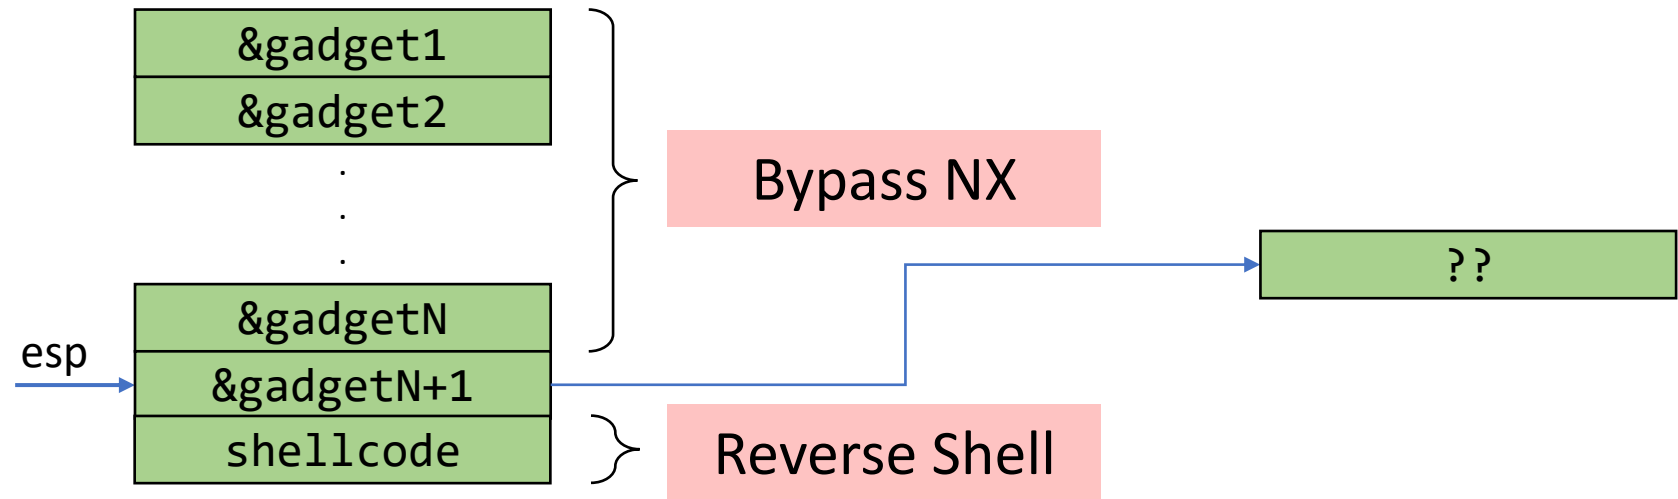 &gadget1
&gadget2
.
.
.
&gadgetN
&gadgetN+1
shellcode
esp
Bypass NX
Reverse Shell
??